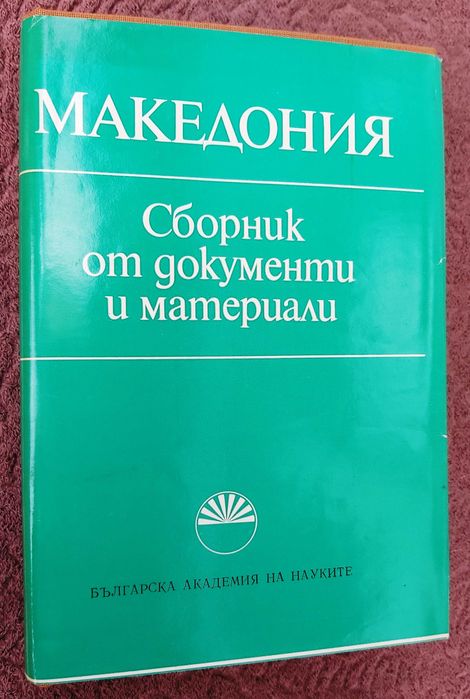 МАКЕДОНИЯ
Сборник
от документи
и материали
БЪЛГАРСКА АКАДЕМИЯ НА НАУКИТЕ